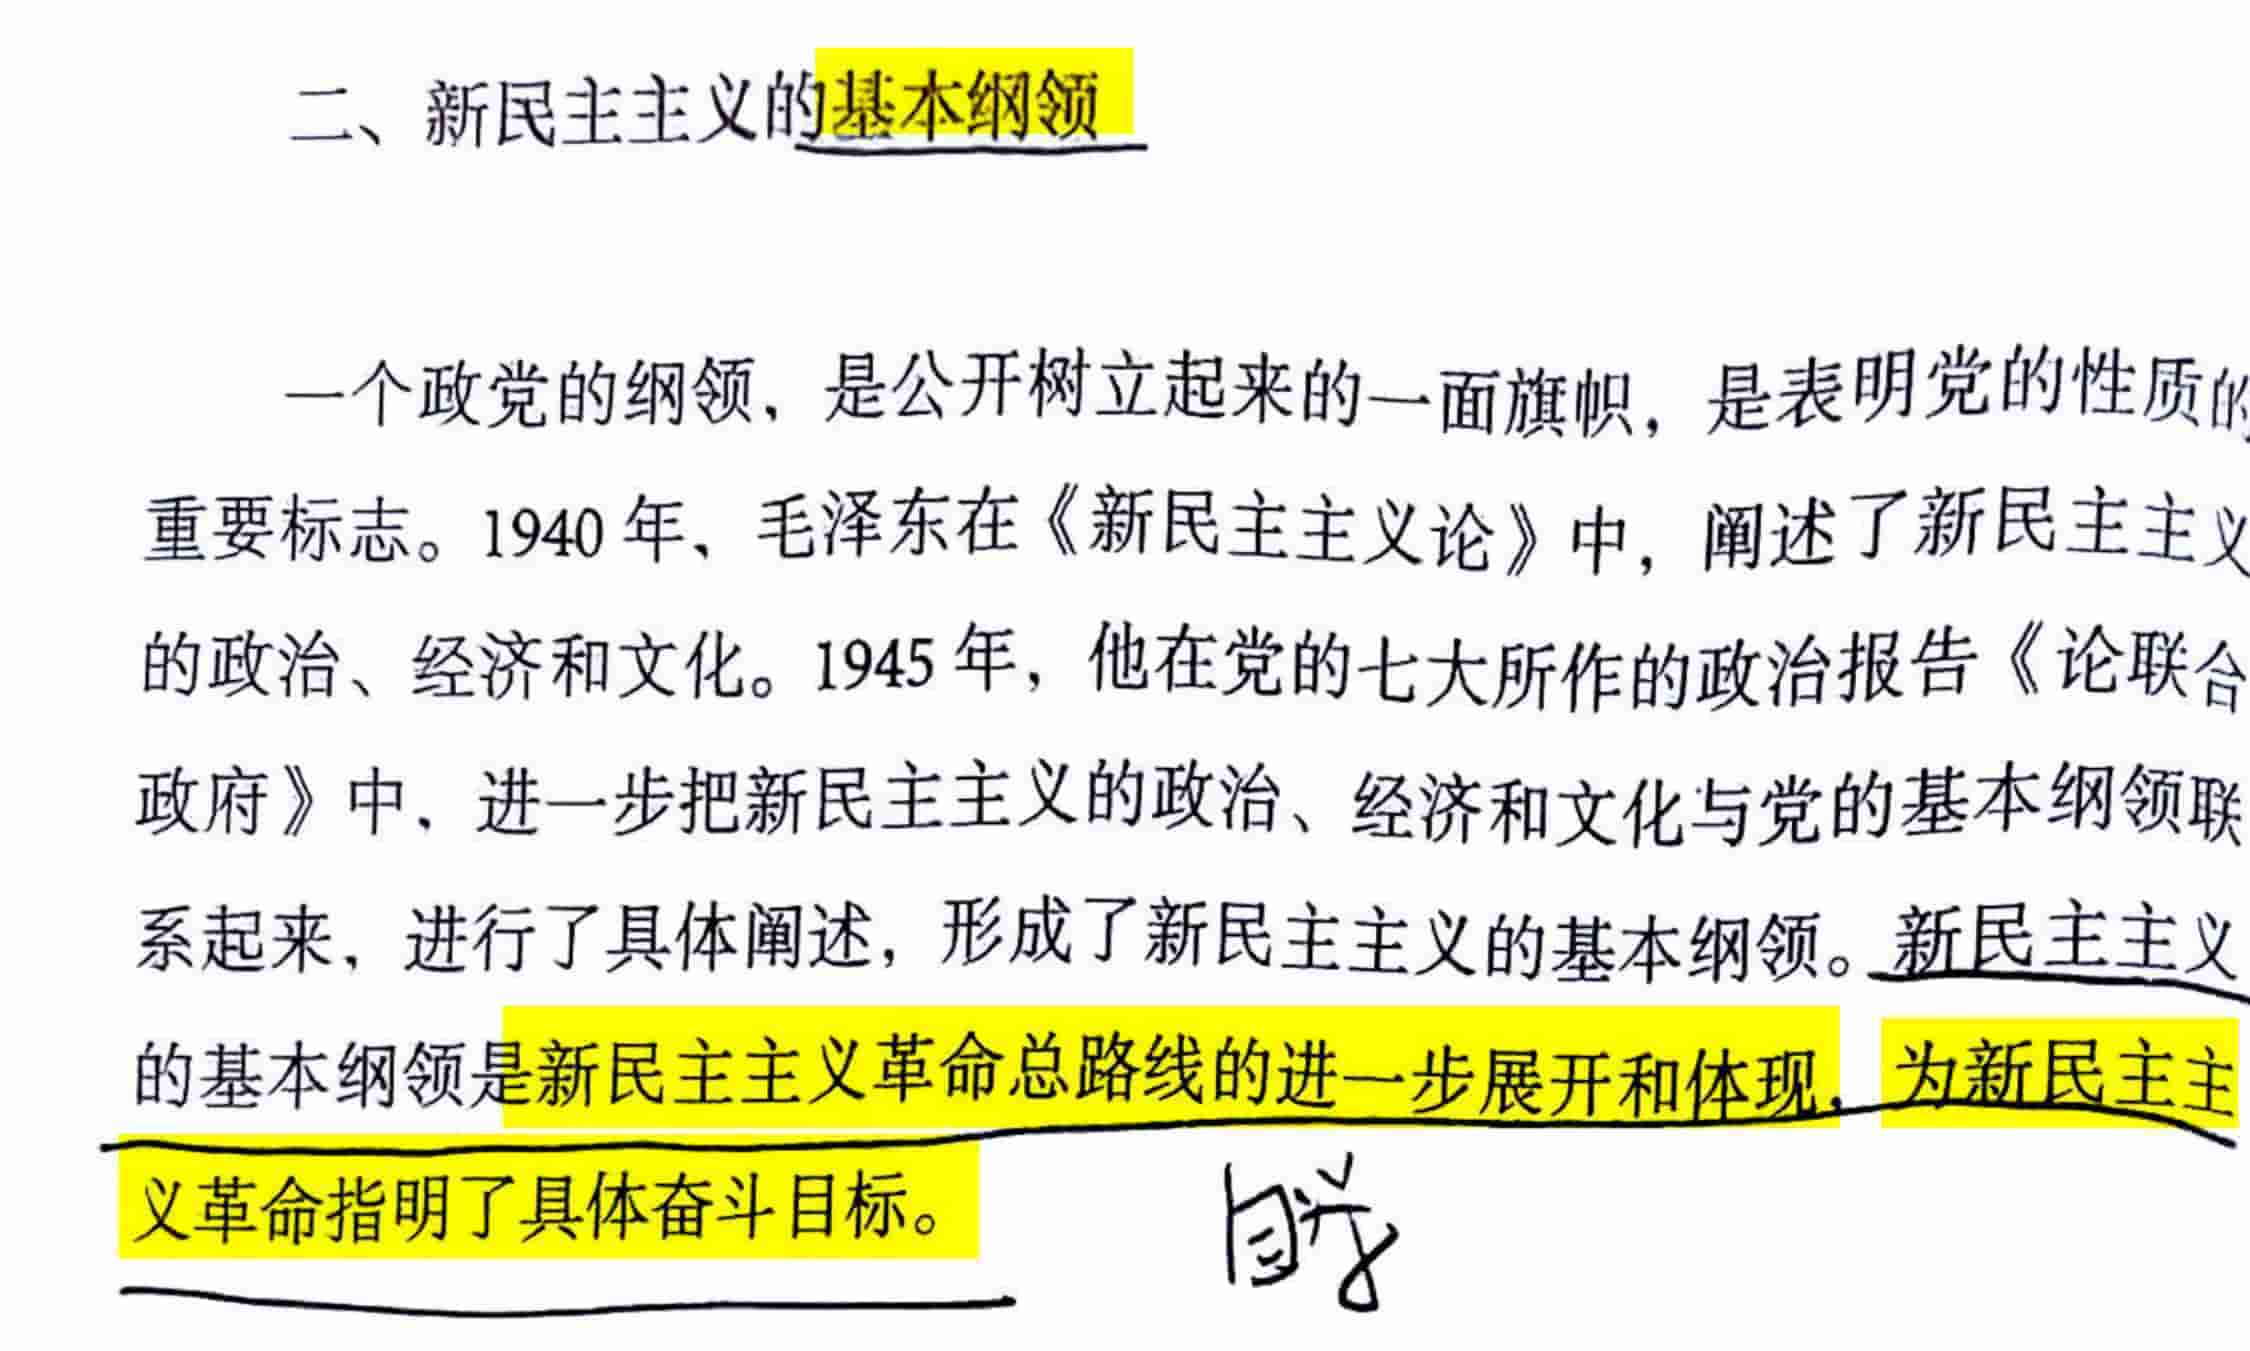 二、新民主主义的基本纲领
一个政党的纲领，是公开树立起来的一面旗帜，是表明党的性质的
重要标志。1940 年、毛泽东在《新民主主义论》中，阐述了新民主主义
的政治、经济和文化。1945 年，他在党的七大所作的政治报告《论联合
政府》中，进一步把新民主主义的政治、经济和文化与党的基本纲领联
系起来，进行了具体阐述，形成了新民主主义的基本纲领。新民主主义
的基本纲领是新民主主义革命总路线的进一步展开和体现，为新民主主
义革命指明了具体奋斗目标。
自学